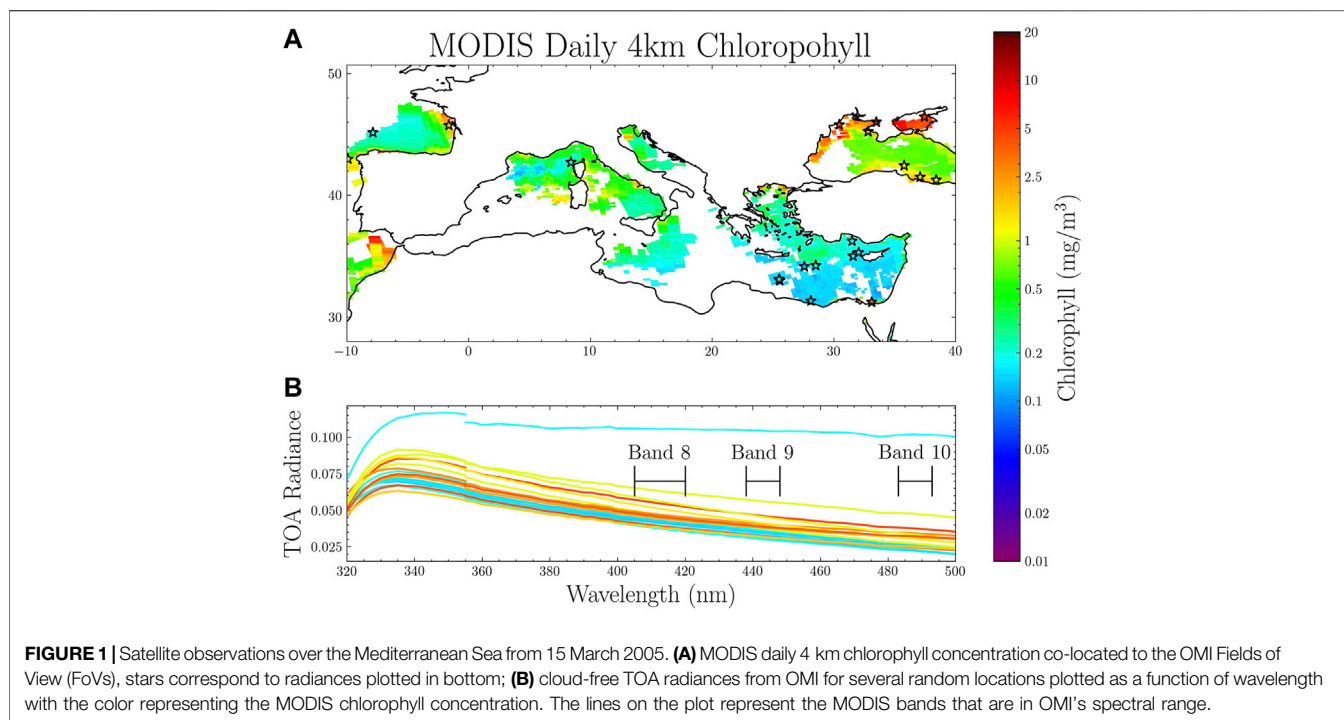 A
MODIS Daily 4km Chloropohyll
50
40
30
−10
0
10
20
30
40
20
10
5
2.5
1
0.5
0.2
0.1
0.05
0.02
0.01
Chlorophyll (mg/m³)
B
TOA Radiance
0.100
0.075
0.050
0.025
Band 8
Band 9
Band 10
320
340
360
380
400
420
440
460
480
500
Wavelength (nm)
FIGURE 1 | Satellite observations over the Mediterranean Sea from 15 March 2005. (A) MODIS daily 4 km chlorophyll concentration co-located to the OMI Fields of
View (FoVs), stars correspond to radiances plotted in bottom; (B) cloud-free TOA radiances from OMI for several random locations plotted as a function of wavelength
with the color representing the MODIS chlorophyll concentration. The lines on the plot represent the MODIS bands that are in OMI's spectral range.